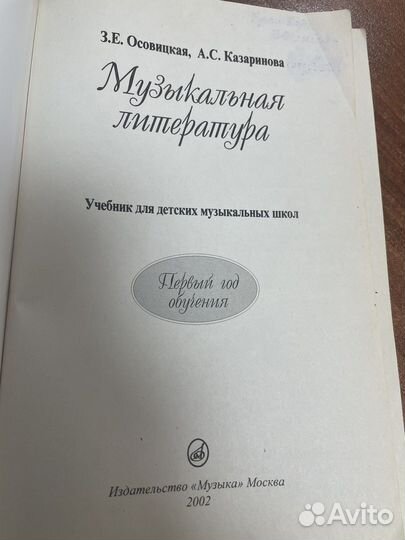 З.Е. Осовицкая, А.С. Казаринова
Музыкальная
литература
Учебник для детских музыкальных школ
Первый год
обучения
Издательство «Музыка» Москва
2002
Avito